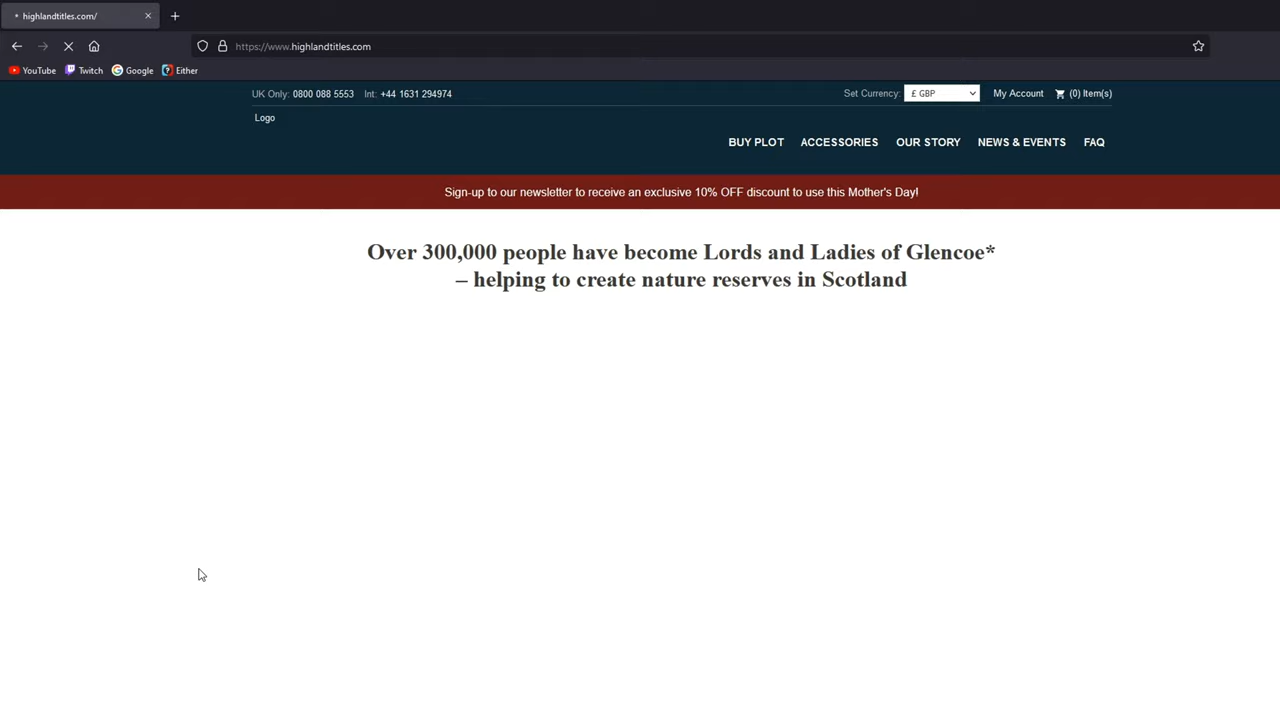 highlandtitles.com/
https://www.highlandtitles.com
YouTube Twitch Google Either
UK Only: 0800 088 5553 Int: +44 1631 294974 Set Currency: £ GBP My Account (0) Item(s)
Logo
BUY PLOT ACCESSORIES OUR STORY NEWS & EVENTS FAQ
Sign-up to our newsletter to receive an exclusive 10% OFF discount to use this Mother's Day!
Over 300,000 people have become Lords and Ladies of Glencoe*
– helping to create nature reserves in Scotland